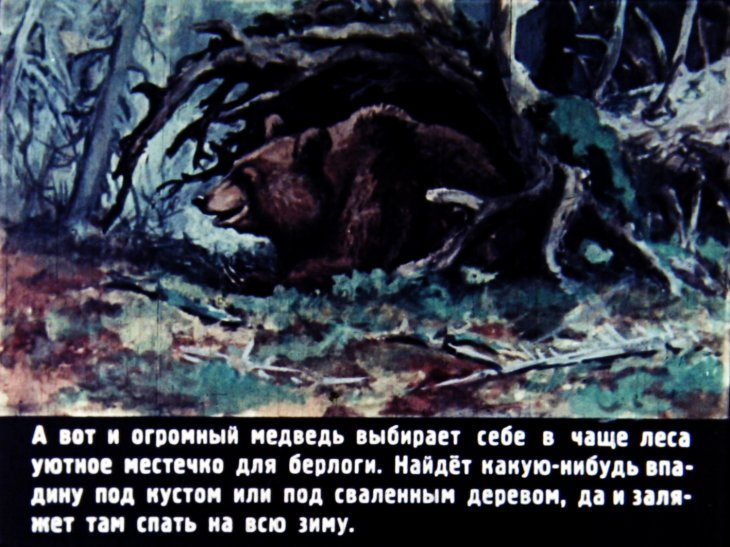 А вот и огромный медведь выбирает себе в чаще леса
уютное местечко для берлоги. Найдёт какую-нибудь впа-
дину под кустом или под сваленным деревом, да и заля-
жет там спать на всю зиму.